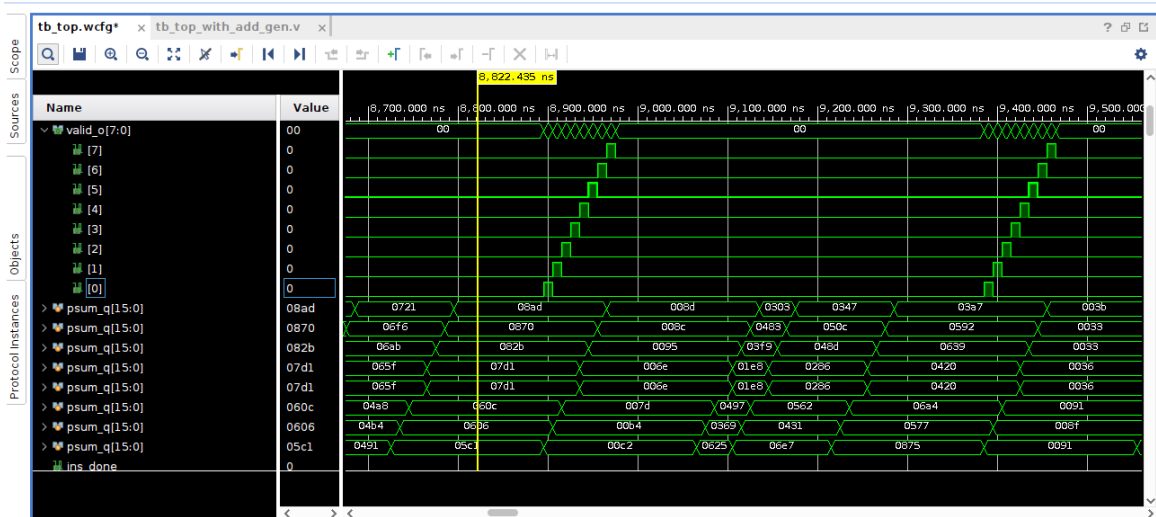 tb_top.wcfg* × tb_top_with_add_gen.v ×
?
Scope
Sources
Objects
Protocol Instances
8,822.435 ns
Name Value
8,700.000 ns 8,800.000 ns 8,900.000 ns 9,000.000 ns 9,100.000 ns 9,200.000 ns 9,300.000 ns 9,400.000 ns 9,500.000
valid_o[7:0] 00 00 00 00
[7] 0
[6] 0
[5] 0
[4] 0
[3] 0
[2] 0
[1] 0
[0] 0
psum_q[15:0] 08ad 0721 08ad 008d 0303 0347 03a7 003b
psum_q[15:0] 0870 06f6 0870 008c 0483 050c 0592 0033
psum_q[15:0] 082b 06ab 082b 0095 03f9 048d 0639 0033
psum_q[15:0] 07d1 065f 07d1 006e 01e8 0286 0420 0036
psum_q[15:0] 07d1 065f 07d1 006e 01e8 0286 0420 0036
psum_q[15:0] 060c 04a8 060c 007d 0497 0562 06a4 0091
psum_q[15:0] 0606 04b4 0606 00b4 0369 0431 0577 008f
psum_q[15:0] 05c1 0491 05c1 00c2 0625 06e7 0875 0091
ins_done 0